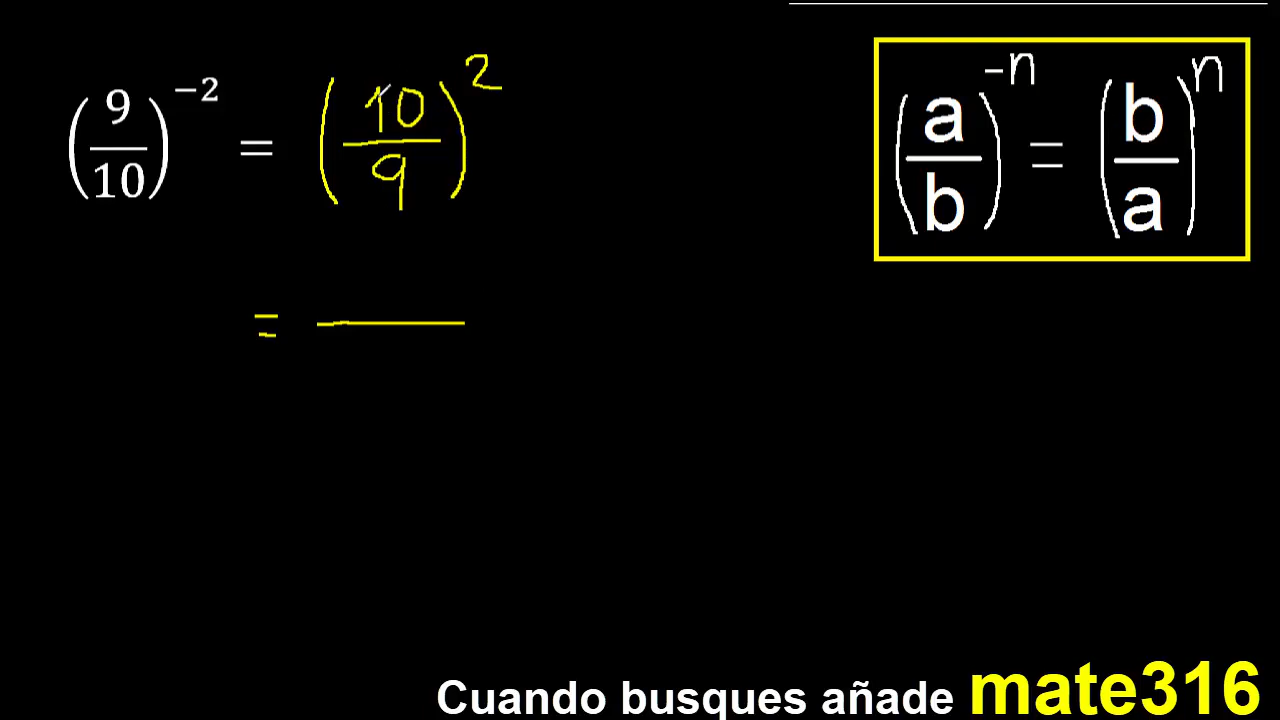 (9/10)^−2 = (10/9)^2
=
(a/b)^-n = (b/a)^n
Cuando busques añade mate316